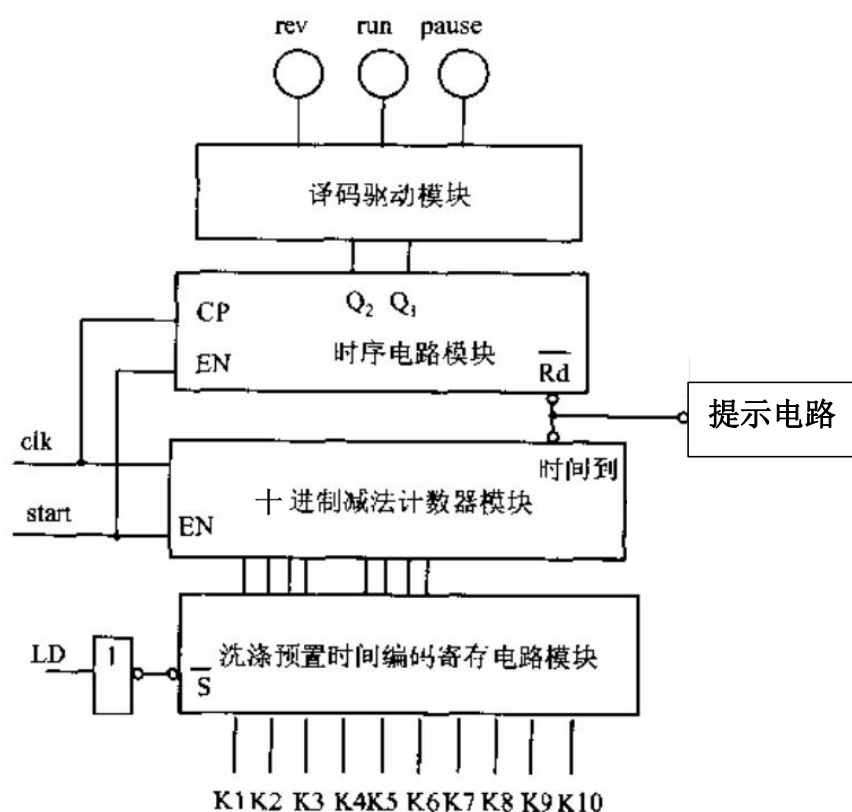 rev run pause
译码驱动模块
CP Q₂ Q₁
时序电路模块
EN R̅d̅
提示电路
clk 时间到
十进制减法计数器模块
start EN
LD 1 洗涤预置时间编码寄存电路模块
S̅
K1 K2 K3 K4 K5 K6 K7 K8 K9 K10